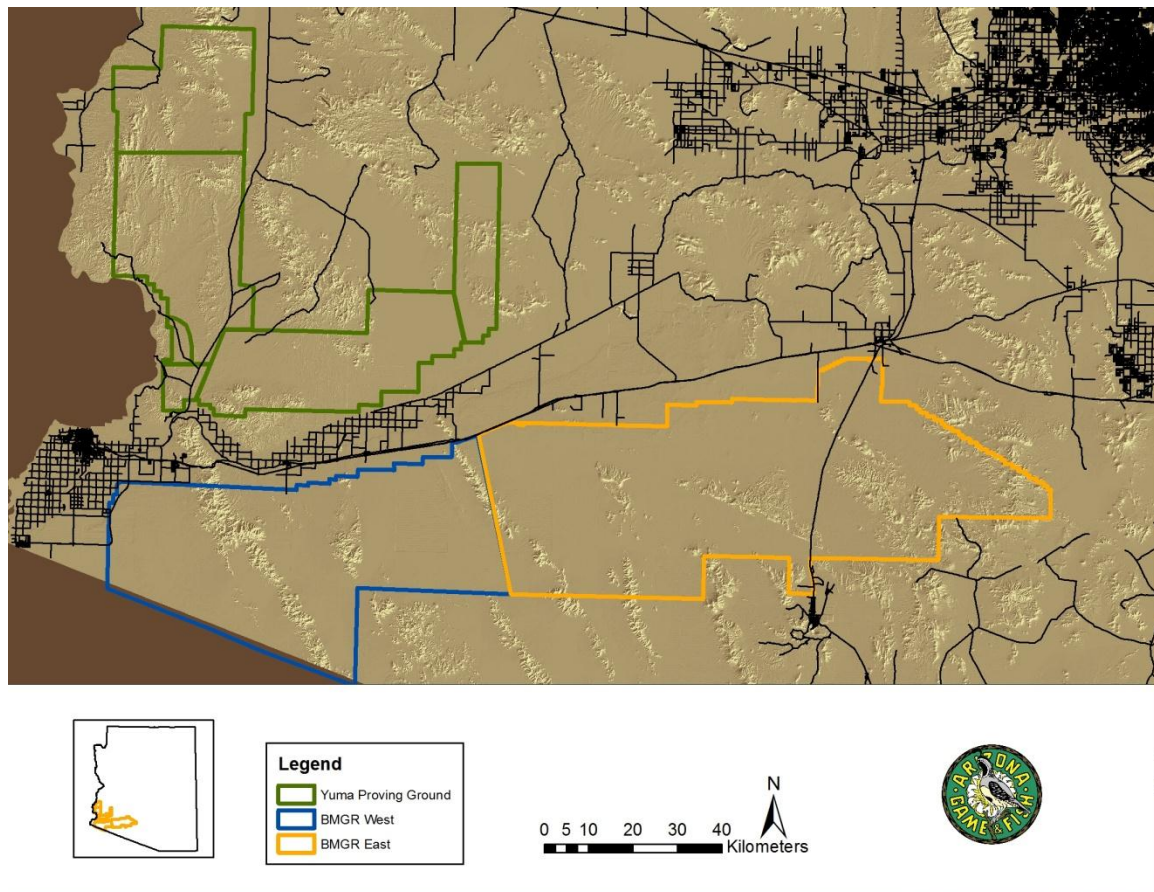 Legend
Yuma Proving Ground
BMGR West
BMGR East
N
0 5 10 20 30 40
Kilometers
ARIZONA
GAME & FISH